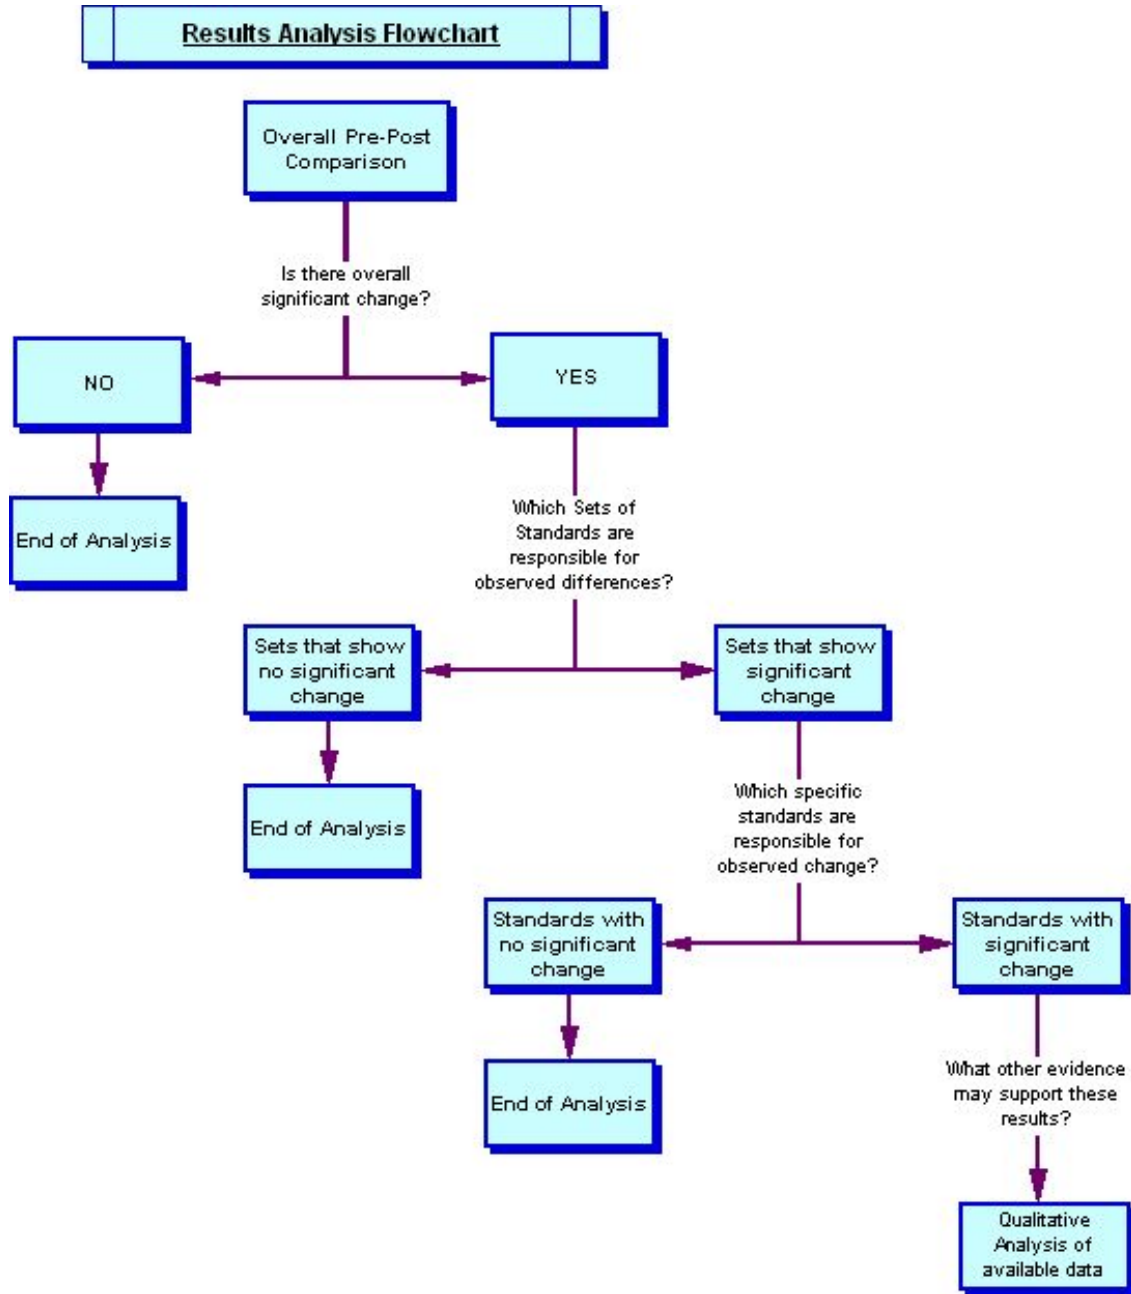 Results Analysis Flowchart
Overall Pre-Post
Comparison
Is there overall
significant change?
NO
YES
End of Analysis
Which Sets of
Standards are
responsible for
observed differences?
Sets that show
no significant
change
Sets that show
significant
change
End of Analysis
Which specific
standards are
responsible for
observed change?
Standards with
no significant
change
Standards with
significant
change
End of Analysis
What other evidence
may support these
results?
Qualitative
Analysis of
available data